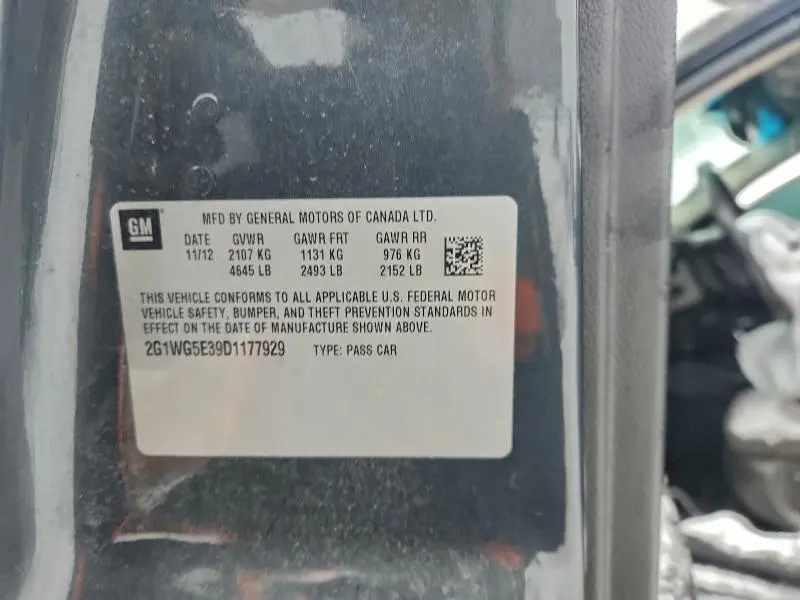 GM
MFD BY GENERAL MOTORS OF CANADA LTD.
DATE GVWR GAWR FRT GAWR RR
11/12 2107 KG 1131 KG 976 KG
4645 LB 2493 LB 2152 LB
THIS VEHICLE CONFORMS TO ALL APPLICABLE U.S. FEDERAL MOTOR
VEHICLE SAFETY, BUMPER, AND THEFT PREVENTION STANDARDS IN
EFFECT ON THE DATE OF MANUFACTURE SHOWN ABOVE.
2G1WG5E39D1177929 TYPE: PASS CAR